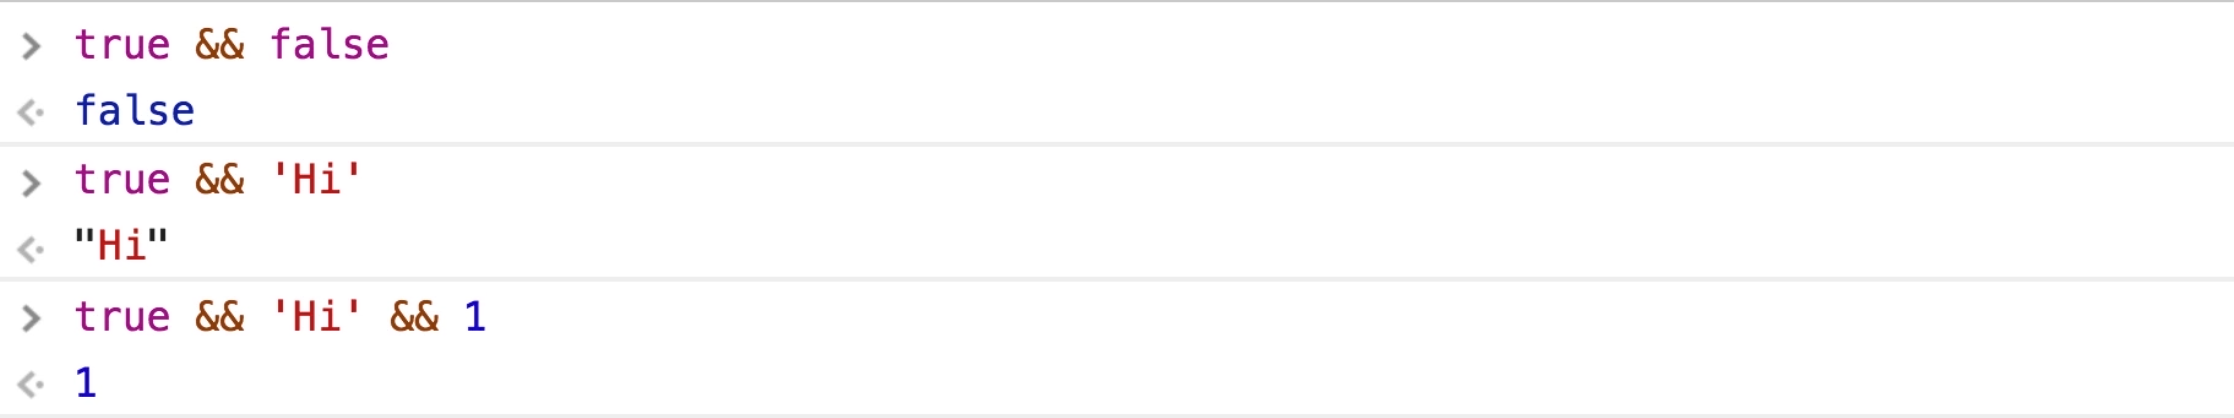 > true && false
<· false
> true && 'Hi'
<· "Hi"
> true && 'Hi' && 1
<· 1